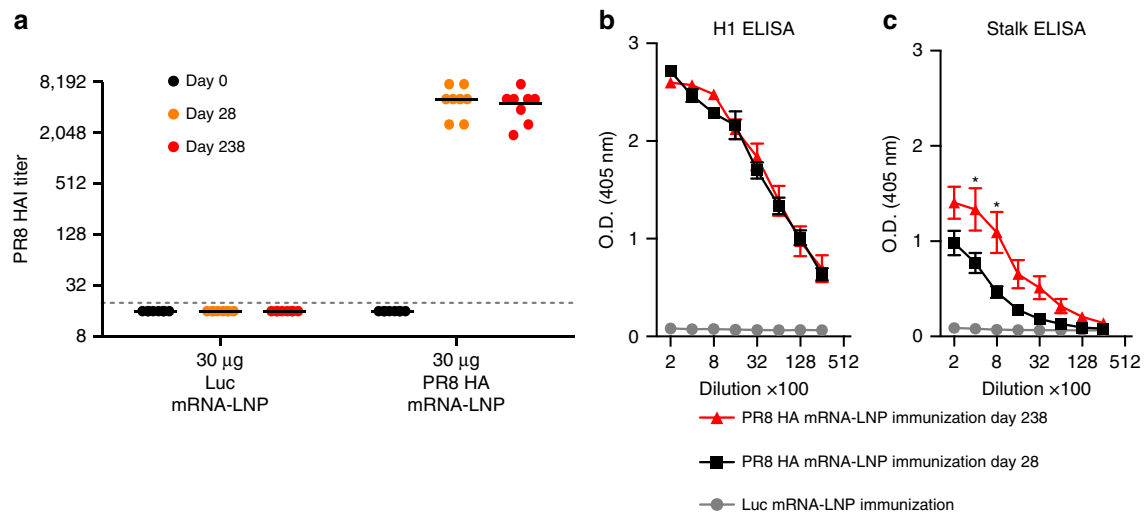 a
PR8 HAI titer
8,192
2,048
512
128
32
8
Day 0
Day 28
Day 238
30 μg
Luc
mRNA-LNP
30 μg
PR8 HA
mRNA-LNP
b
H1 ELISA
O.D. (405 nm)
3
2
1
0
2 8 32 128 512
Dilution ×100
c
Stalk ELISA
O.D. (405 nm)
3
2
1
0
* *
2 8 32 128 512
Dilution ×100
PR8 HA mRNA-LNP immunization day 238
PR8 HA mRNA-LNP immunization day 28
Luc mRNA-LNP immunization